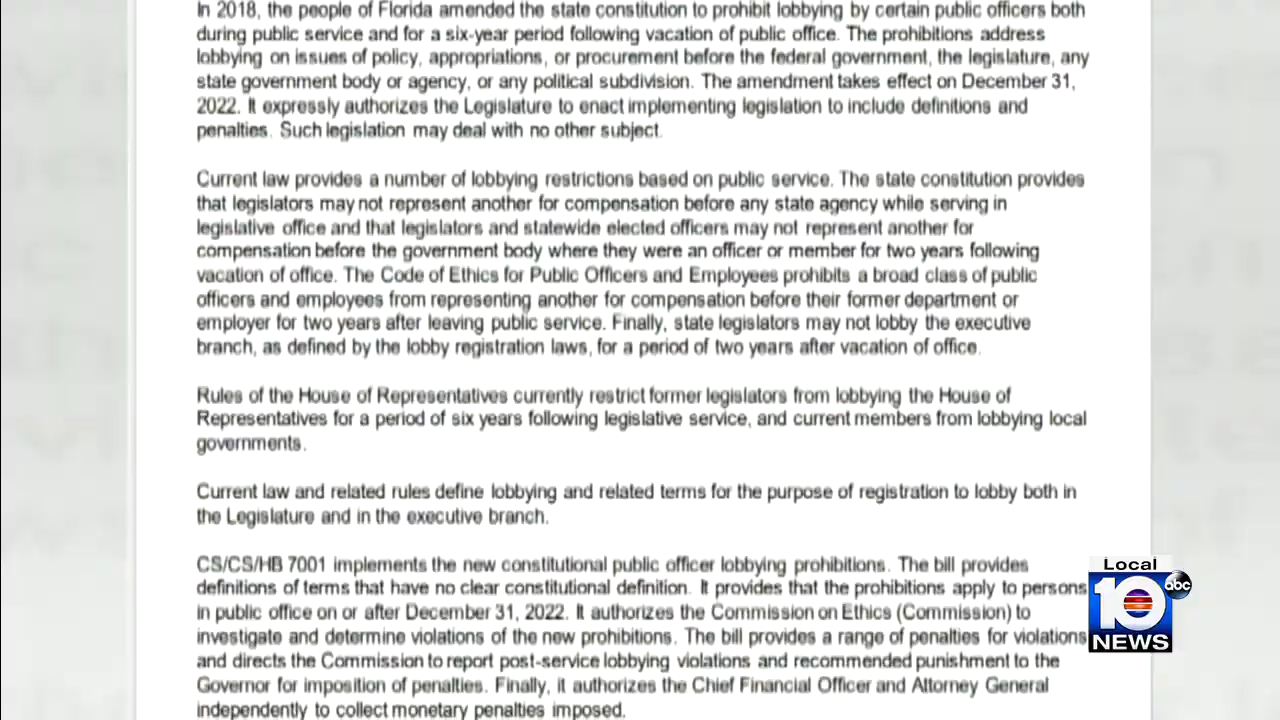 In 2018, the people of Florida amended the state constitution to prohibit lobbying by certain public officers both
during public service and for a six-year period following vacation of public office. The prohibitions address
lobbying on issues of policy, appropriations, or procurement before the federal government, the legislature, any
state government body or agency, or any political subdivision. The amendment takes effect on December 31,
2022. It expressly authorizes the Legislature to enact implementing legislation to include definitions and
penalties. Such legislation may deal with no other subject.
Current law provides a number of lobbying restrictions based on public service. The state constitution provides
that legislators may not represent another for compensation before any state agency while serving in
legislative office and that legislators and statewide elected officers may not represent another for
compensation before the government body where they were an officer or member for two years following
vacation of office. The Code of Ethics for Public Officers and Employees prohibits a broad class of public
officers and employees from representing another for compensation before their former department or
employer for two years after leaving public service. Finally, state legislators may not lobby the executive
branch, as defined by the lobby registration laws, for a period of two years after vacation of office.
Rules of the House of Representatives currently restrict former legislators from lobbying the House of
Representatives for a period of six years following legislative service, and current members from lobbying local
governments.
Current law and related rules define lobbying and related terms for the purpose of registration to lobby both in
the Legislature and in the executive branch.
CS/CS/HB 7001 implements the new constitutional public officer lobbying prohibitions. The bill provides
definitions of terms that have no clear constitutional definition. It provides that the prohibitions apply to persons
in public office on or after December 31, 2022. It authorizes the Commission on Ethics (Commission) to
investigate and determine violations of the new prohibitions. The bill provides a range of penalties for violations
and directs the Commission to report post-service lobbying violations and recommended punishment to the
Governor for imposition of penalties. Finally, it authorizes the Chief Financial Officer and Attorney General
independently to collect monetary penalties imposed.
Local
10 abc
NEWS